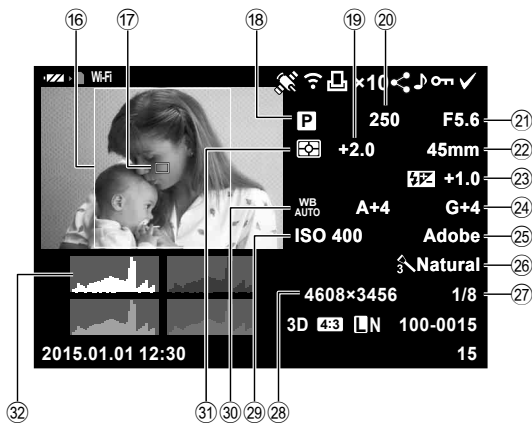 ⑯ ⑰ ⑱ ⑲ ⑳
Wi-Fi ×10
P 250 F5.6 ㉑
+2.0 45mm ㉒
+1.0 ㉓
WB AUTO A+4 G+4 ㉔
ISO 400 Adobe ㉕
3 Natural ㉖
4608×3456 1/8 ㉗
3D 4:3 LN 100-0015
2015.01.01 12:30 15
㉜ ㉛ ㉚ ㉙ ㉘